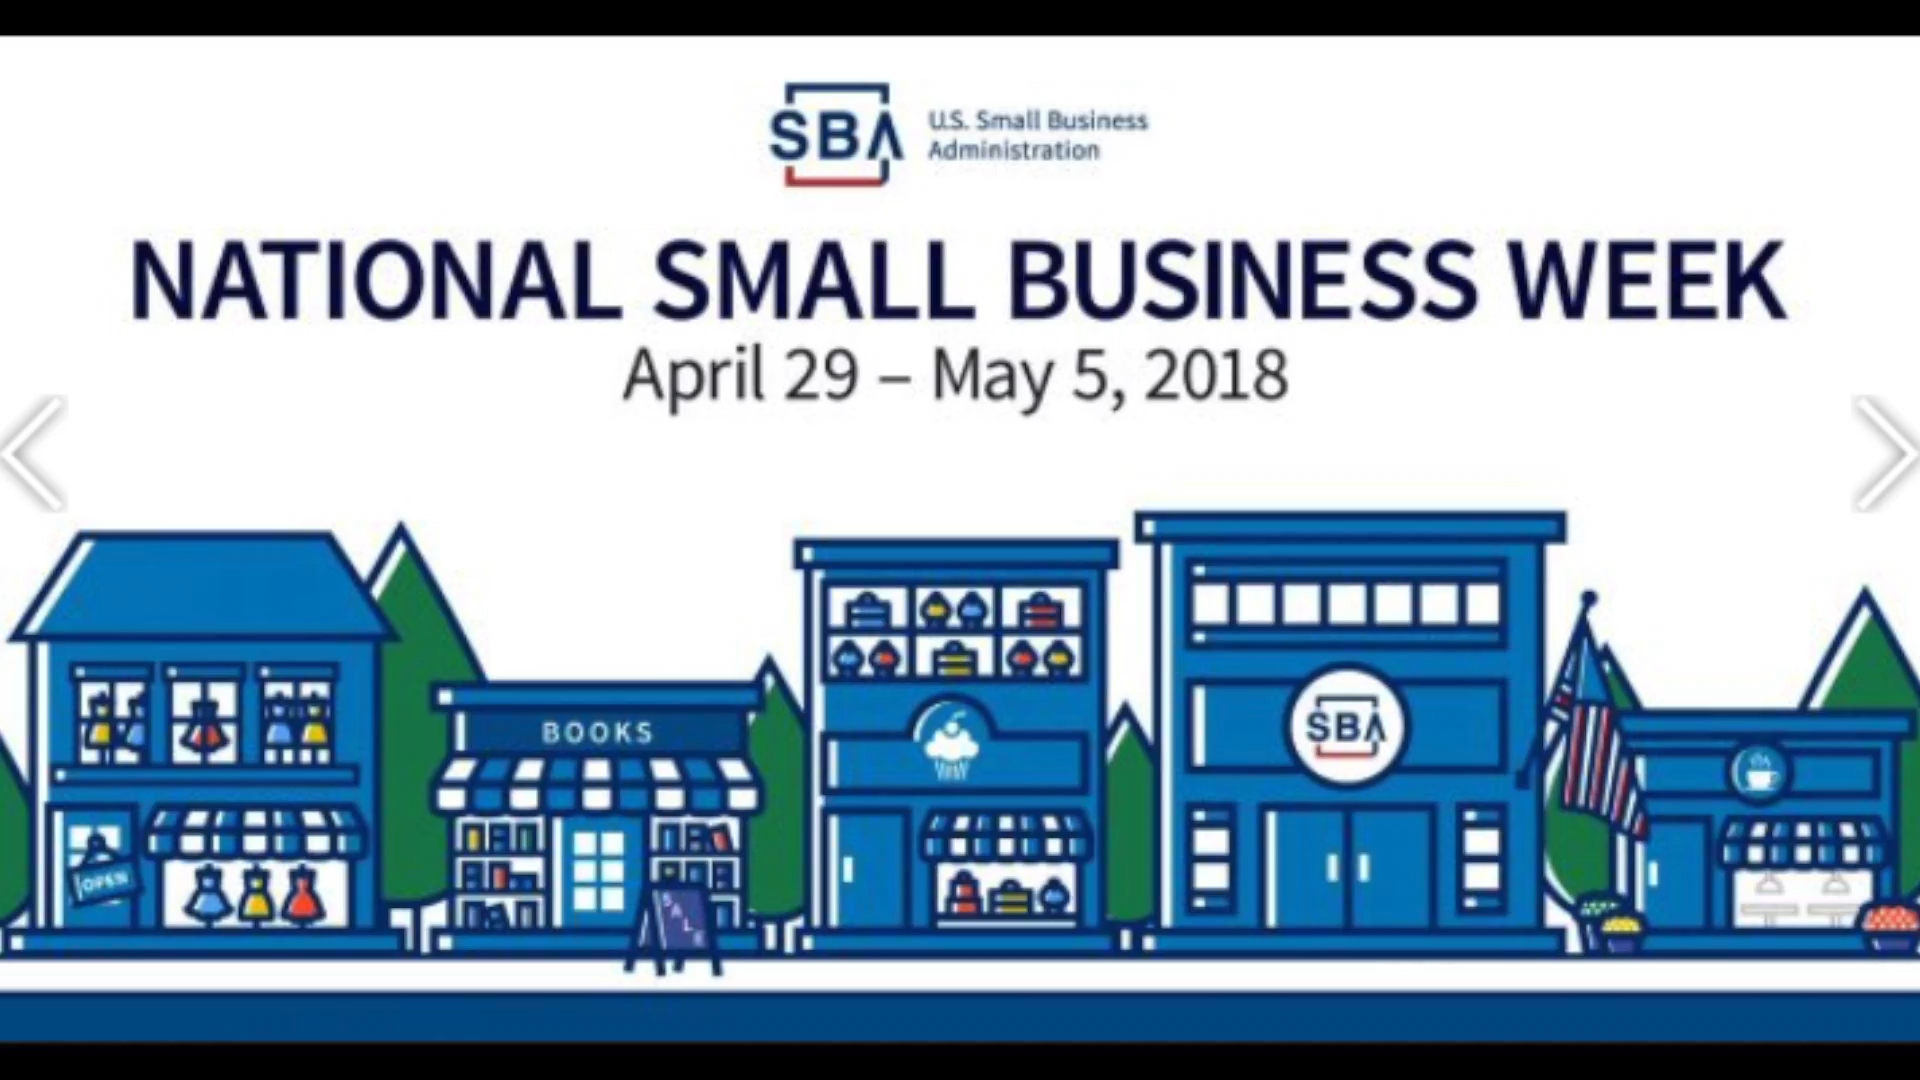 SBA
U.S. Small Business
Administration
NATIONAL SMALL BUSINESS WEEK
April 29 – May 5, 2018
BOOKS
SBA
OPEN
SALE